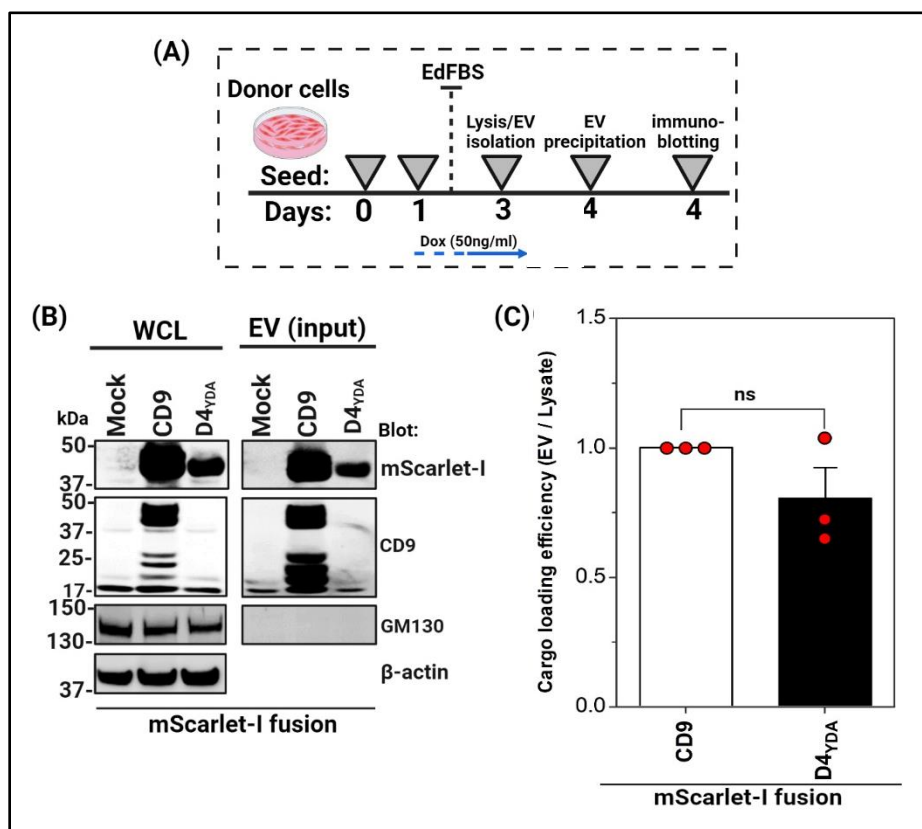 (A)
EdFBS
Donor cells
Lysis/EV isolation
EV precipitation
immuno-blotting
Seed:
Days: 0 1 3 4 4
Dox (50ng/ml)
(B)
WCL EV (input)
kDa Mock CD9 D4YDA Mock CD9 D4YDA Blot:
50-
37-
mScarlet-I
50-
37-
25-
17-
CD9
150-
130-
GM130
37-
β-actin
mScarlet-I fusion
(C)
Cargo loading efficiency (EV / Lysate)
1.5
1.0
0.5
0.0
ns
CD9 D4YDA
mScarlet-I fusion